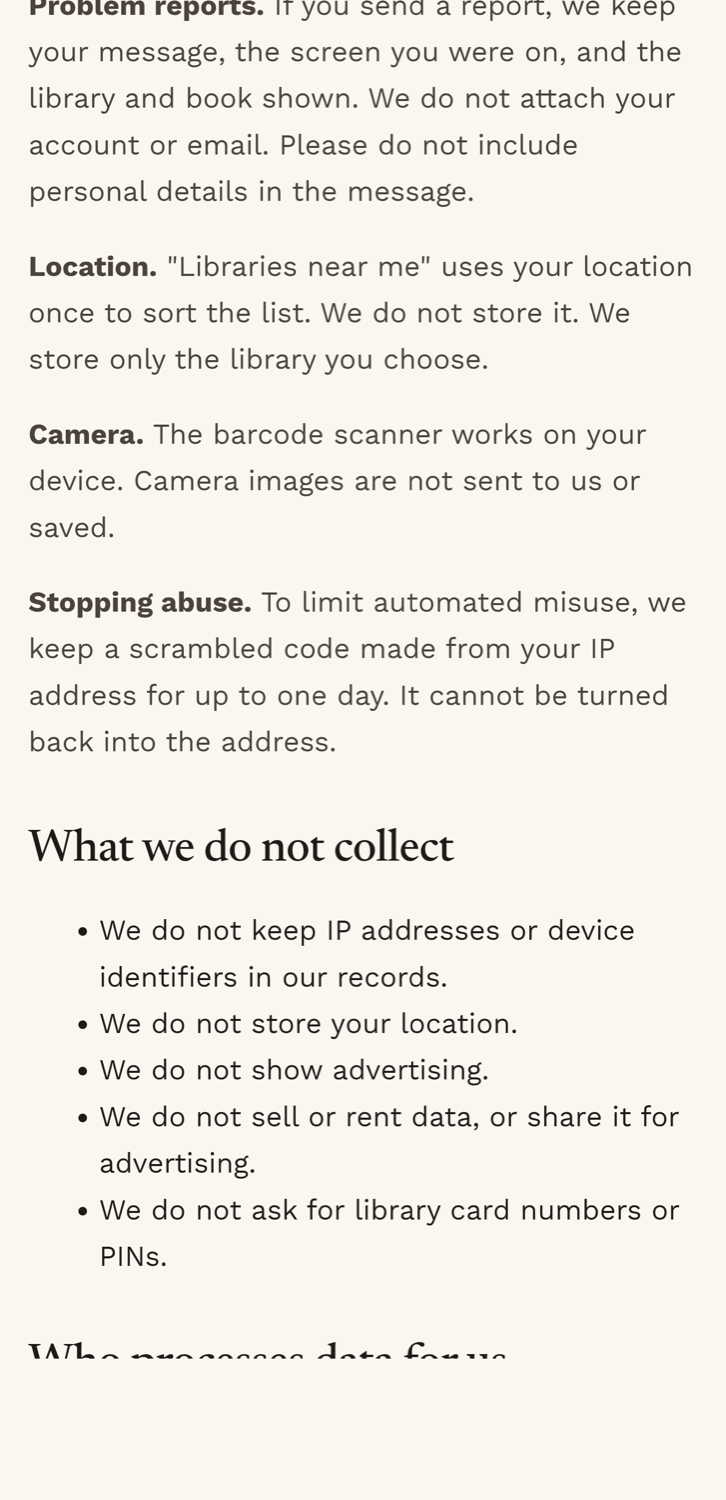 Problem reports. If you send a report, we keep
your message, the screen you were on, and the
library and book shown. We do not attach your
account or email. Please do not include
personal details in the message.
Location. "Libraries near me" uses your location
once to sort the list. We do not store it. We
store only the library you choose.
Camera. The barcode scanner works on your
device. Camera images are not sent to us or
saved.
Stopping abuse. To limit automated misuse, we
keep a scrambled code made from your IP
address for up to one day. It cannot be turned
back into the address.
What we do not collect
• We do not keep IP addresses or device
identifiers in our records.
• We do not store your location.
• We do not show advertising.
• We do not sell or rent data, or share it for
advertising.
• We do not ask for library card numbers or
PINs.
Who processes data for us